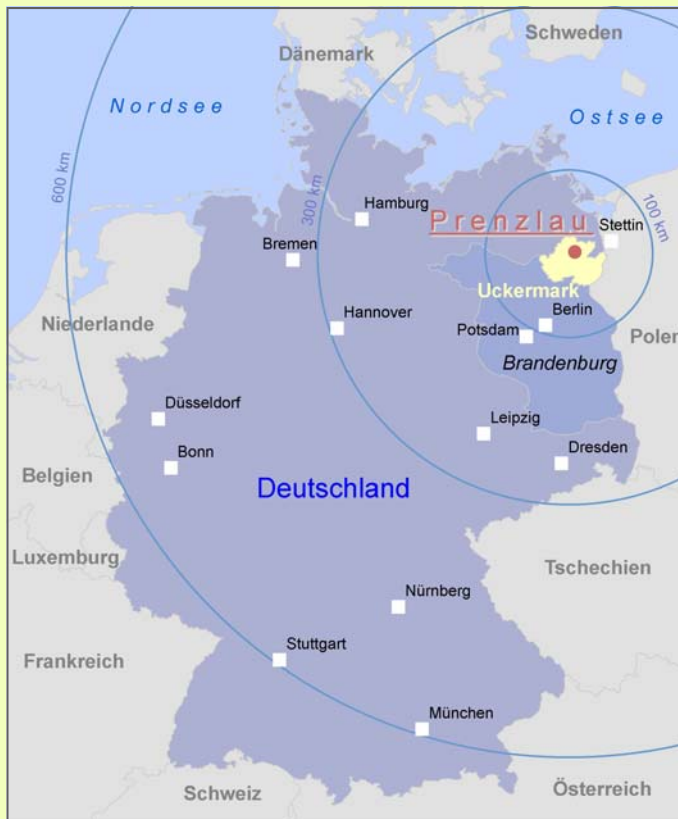 Schweden
Dänemark
Nordsee
Ostsee
600 km
300 km
100 km
Hamburg
Prenzlau
Stettin
Bremen
Uckermark
Hannover
Berlin
Niederlande
Potsdam
Polen
Brandenburg
Düsseldorf
Leipzig
Bonn
Dresden
Belgien
Deutschland
Luxemburg
Tschechien
Nürnberg
Stuttgart
Frankreich
München
Österreich
Schweiz